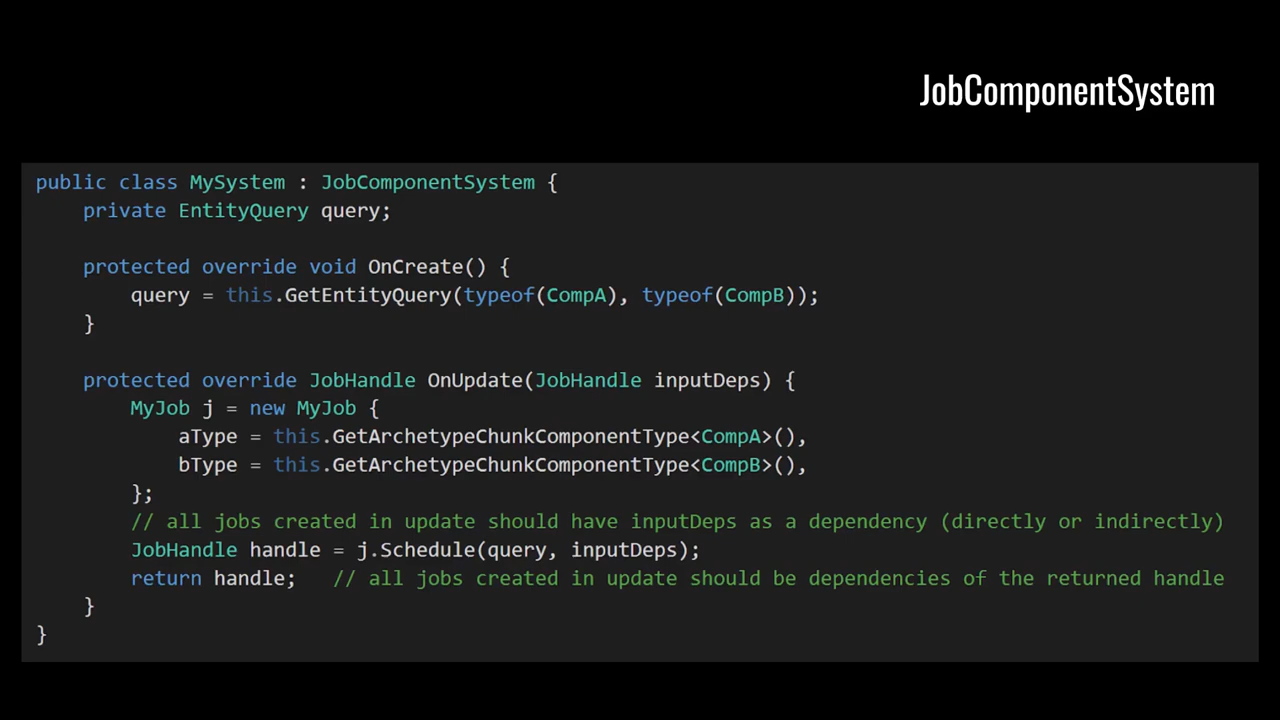 JobComponentSystem
public class MySystem : JobComponentSystem {
    private EntityQuery query;
    protected override void OnCreate() {
        query = this.GetEntityQuery(typeof(CompA), typeof(CompB));
    }
    protected override JobHandle OnUpdate(JobHandle inputDeps) {
        MyJob j = new MyJob {
            aType = this.GetArchetypeChunkComponentType<CompA>(),
            bType = this.GetArchetypeChunkComponentType<CompB>(),
        };
        // all jobs created in update should have inputDeps as a dependency (directly or indirectly)
        JobHandle handle = j.Schedule(query, inputDeps);
        return handle;   // all jobs created in update should be dependencies of the returned handle
    }
}